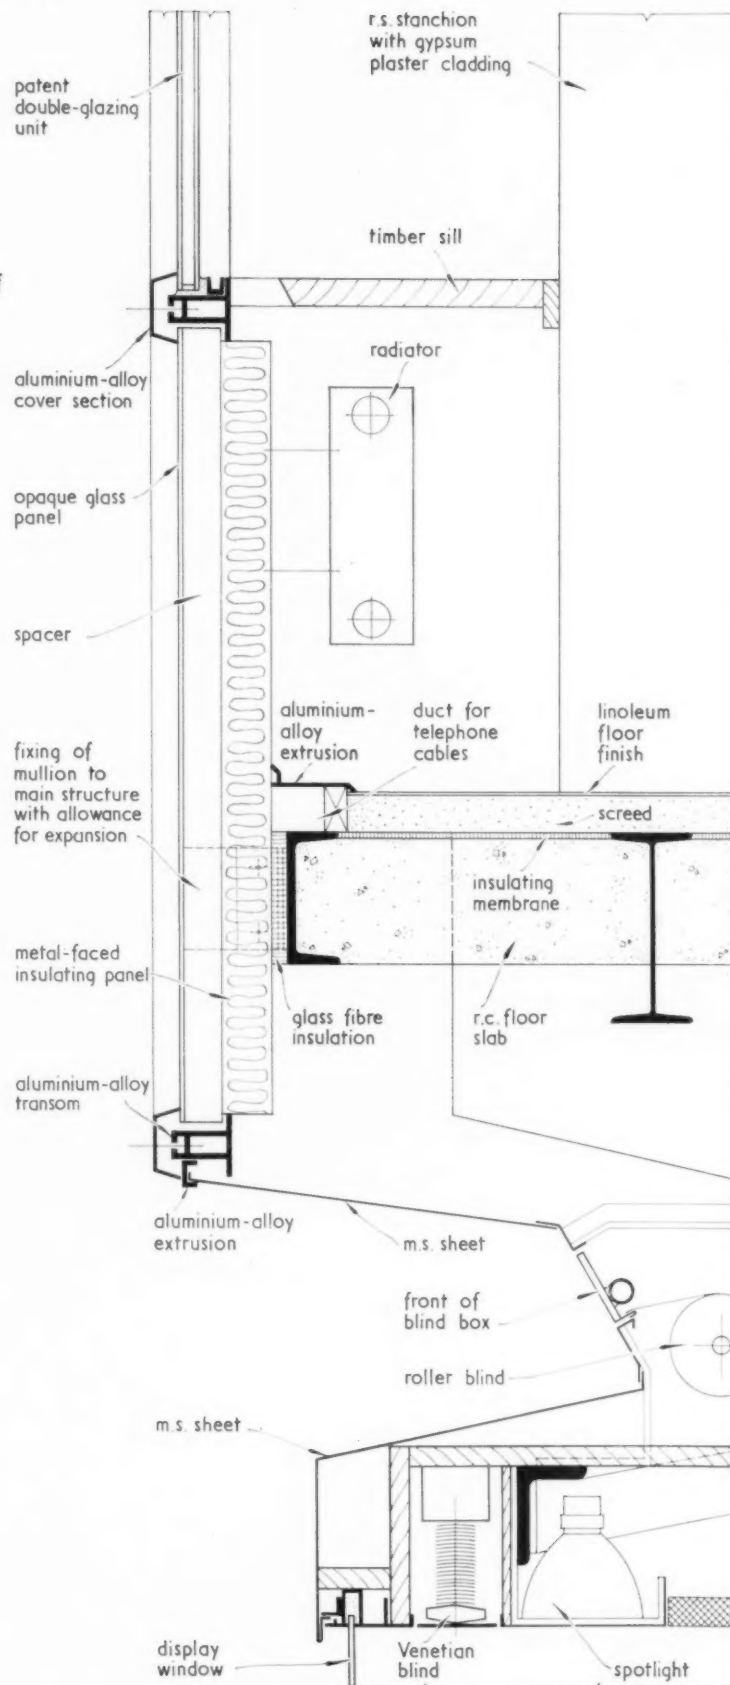 r.s. stanchion
with gypsum
plaster cladding
patent
double-glazing
unit
timber sill
radiator
aluminium-alloy
cover section
opaque glass
panel
spacer
aluminium-
alloy
extrusion
duct for
telephone
cables
linoleum
floor
finish
fixing of
mullion to
main structure
with allowance
for expansion
screed
insulating
membrane
metal-faced
insulating panel
glass fibre
insulation
r.c. floor
slab
aluminium-alloy
transom
aluminium-alloy
extrusion
m.s. sheet
front of
blind box
roller blind
m.s. sheet
display
window
Venetian
blind
spotlight